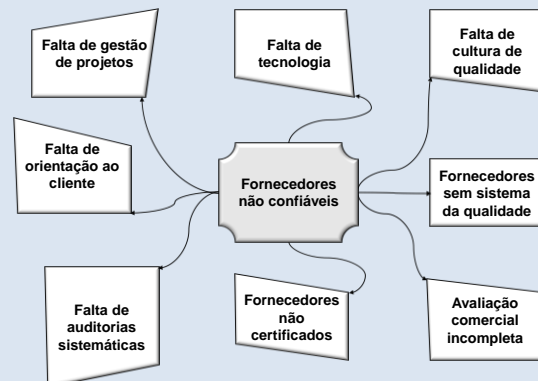 Falta de gestão
de projetos
Falta de
tecnologia
Falta de
cultura de
qualidade
Falta de
orientação ao
cliente
Fornecedores
não confiáveis
Fornecedores
sem sistema
da qualidade
Falta de
auditorias
sistemáticas
Fornecedores
não
certificados
Avaliação
comercial
incompleta